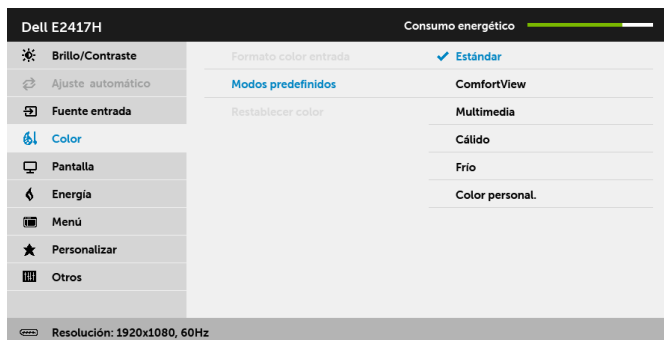 Dell E2417H Consumo energético
Brillo/Contraste Formato color entrada Estándar
Ajuste automático Modos predefinidos ComfortView
Fuente entrada Restablecer color Multimedia
Color Cálido
Pantalla Frío
Energía Color personal.
Menú
Personalizar
Otros
Resolución: 1920x1080, 60Hz